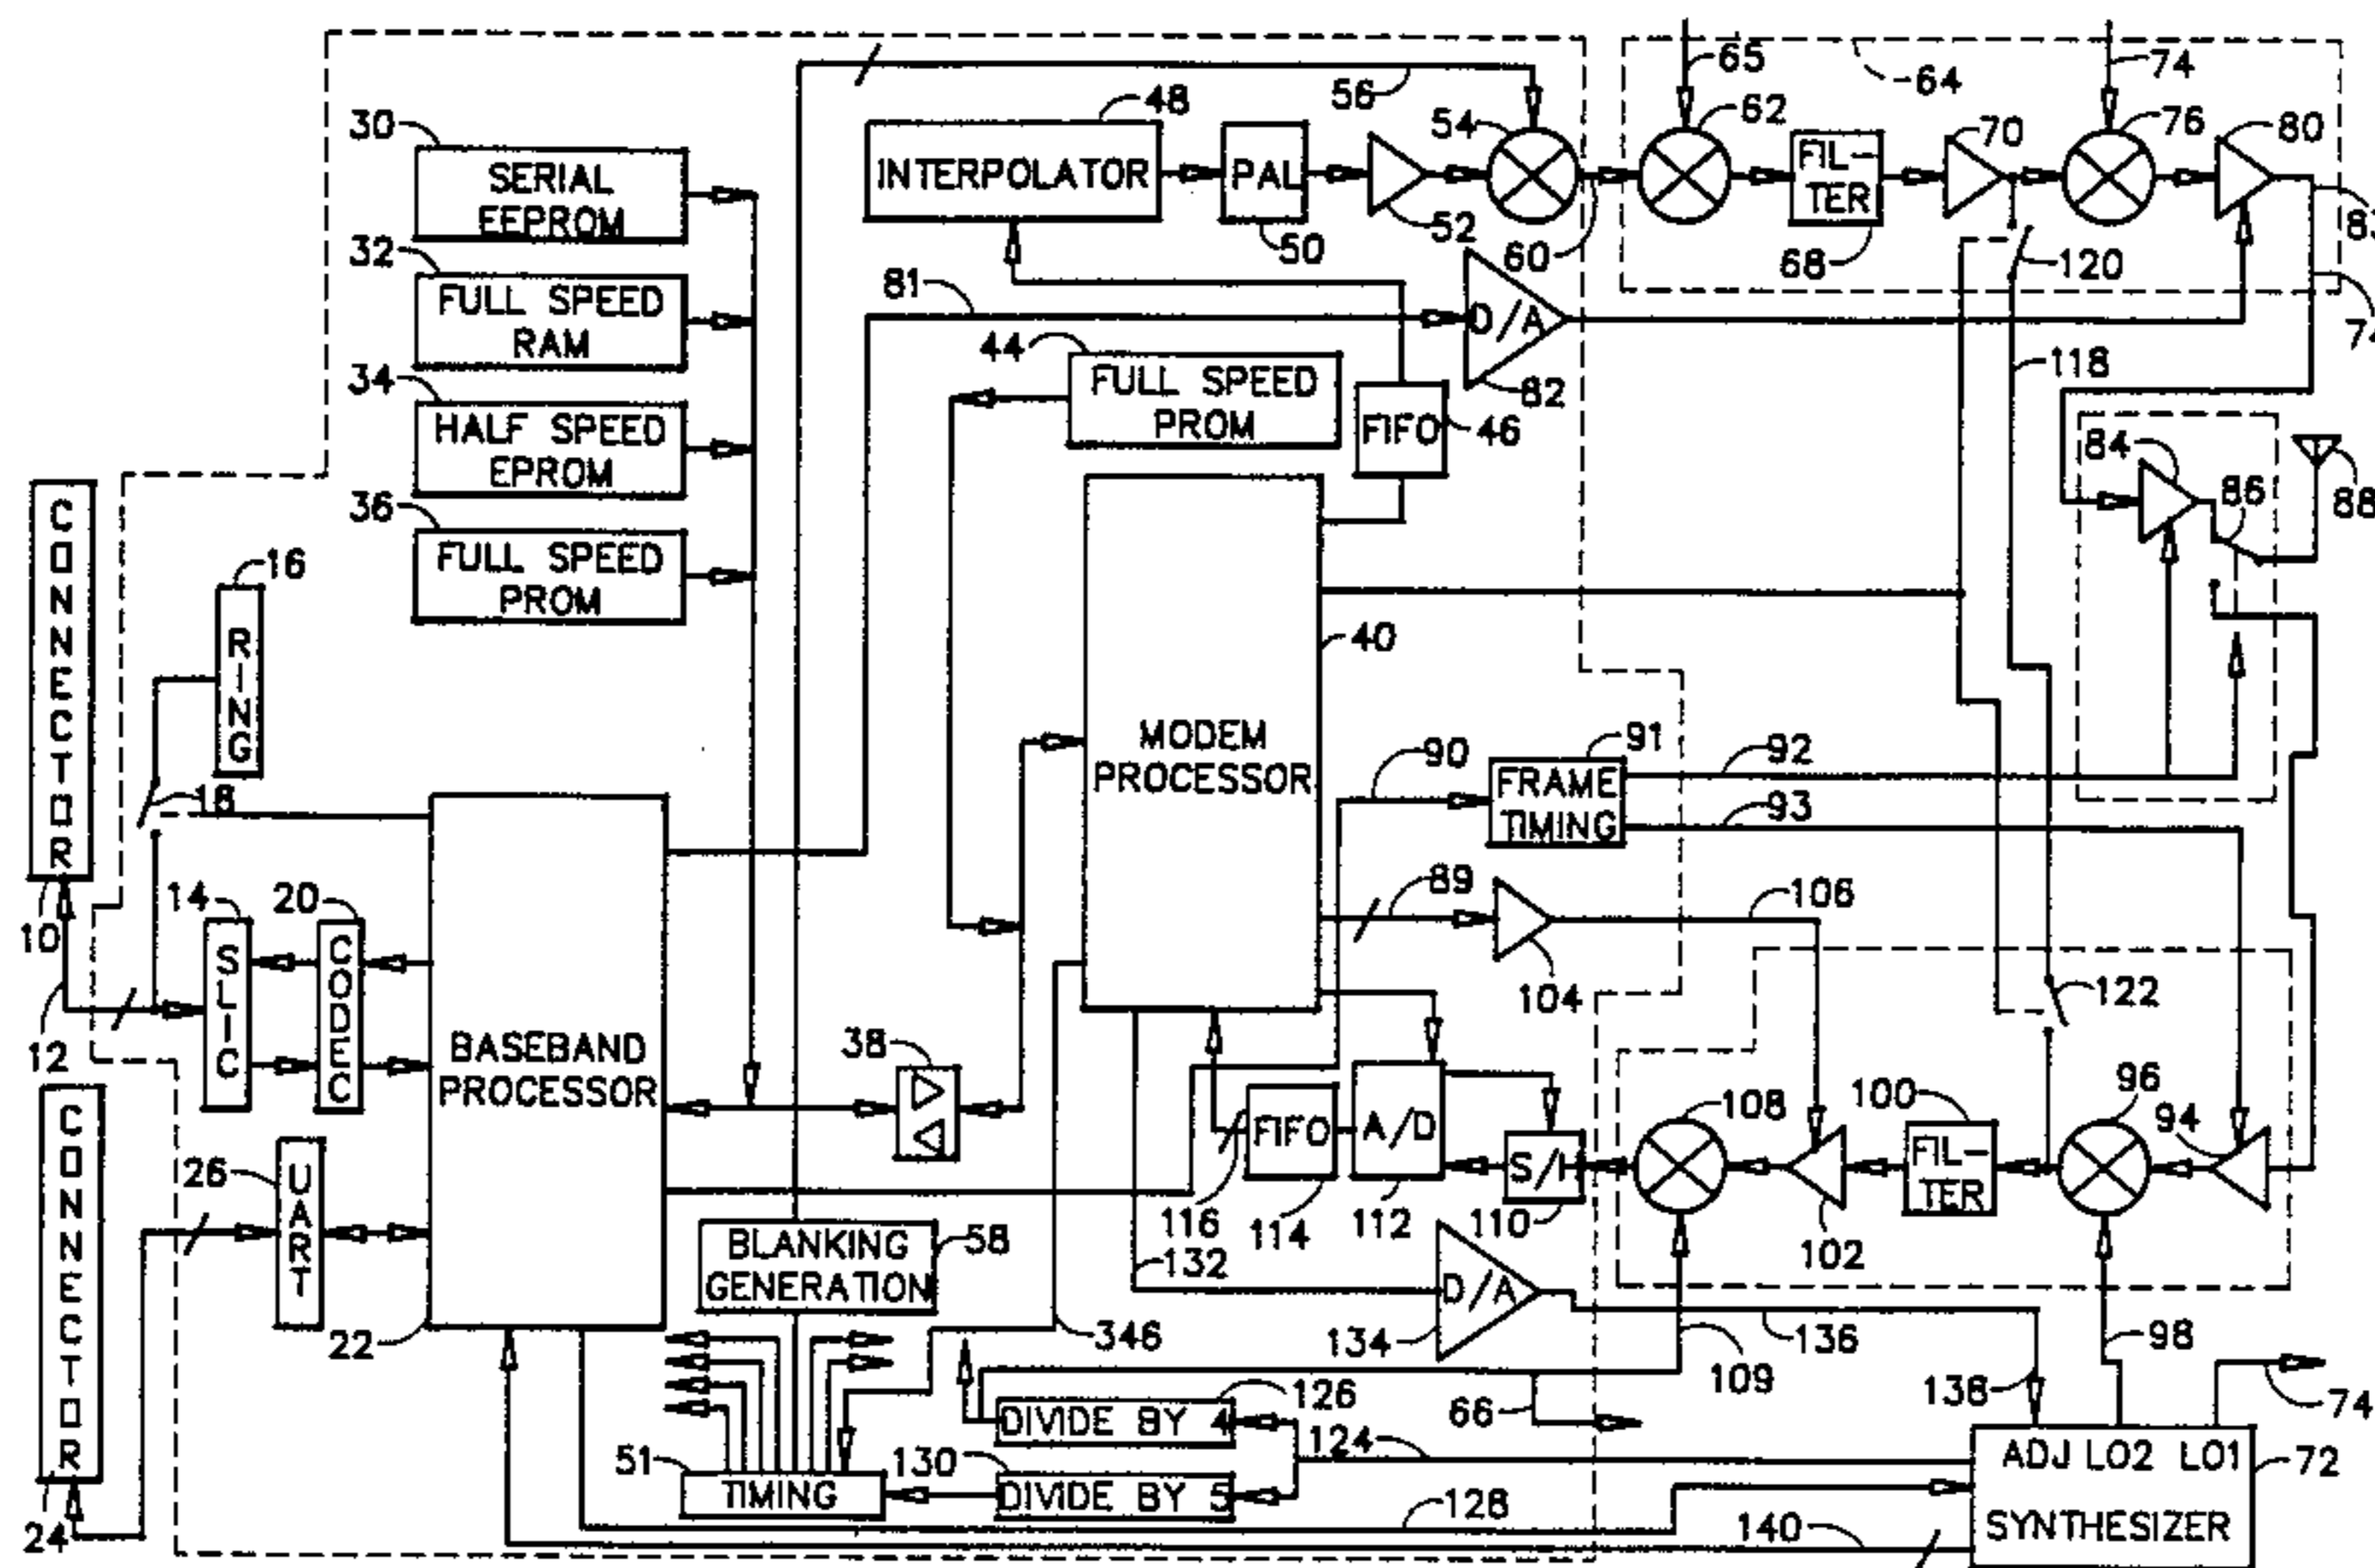 56
65
64
74
30
48
54
62
70
76
80
SERIAL
EEPROM
INTERPOLATOR
PAL
FIL-
TER
50
52
60
68
120
32
FULL SPEED
RAM
81
D/A
82
118
34
44
HALF SPEED
EPROM
FULL SPEED
PROM
FIFO
46
84
86
88
36
FULL SPEED
PROM
CONNECTOR
10
16
RING
18
40
MODEM
PROCESSOR
90
91
FRAME
TIMING
92
93
14
SLIC
20
CODEC
12
89
104
106
122
BASEBAND
PROCESSOR
22
38
116
FIFO
114
A/D
112
S/H
110
108
102
100
FIL-
TER
96
94
CONNECTOR
24
26
UART
BLANKING
GENERATION
58
132
346
D/A
134
136
109
98
138
74
66
DIVIDE BY 4
126
124
51
TIMING
130
DIVIDE BY 5
128
140
ADJ LO2 LO1
SYNTHESIZER
72